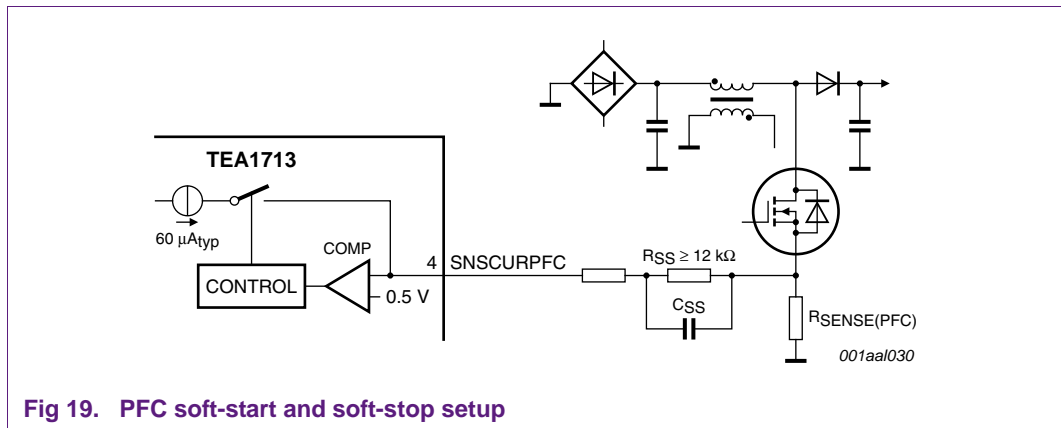 TEA1713
60 μAtyp
COMP
4 SNSCURPFC
RSS ≥ 12 kΩ
CONTROL
0.5 V
CSS
RSENSE(PFC)
001aal030
Fig 19. PFC soft-start and soft-stop setup